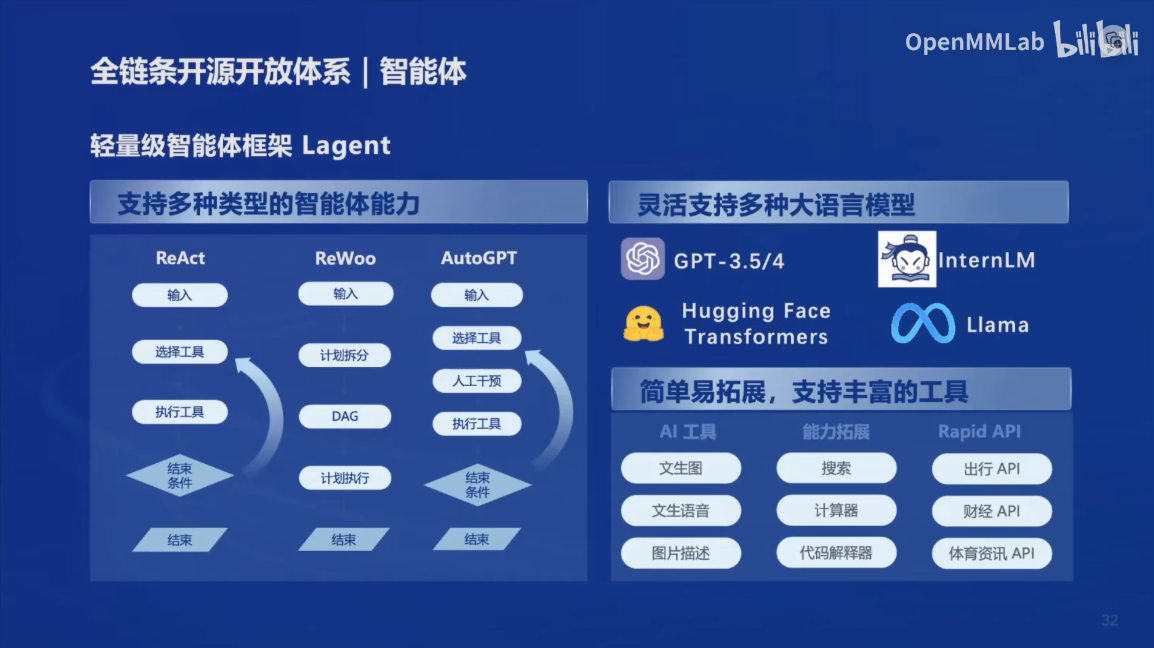 OpenMMLab bilibili
全链条开源开放体系｜智能体
轻量级智能体框架 Lagent
支持多种类型的智能体能力
ReAct
输入
选择工具
执行工具
结束
条件
结束
ReWoo
输入
计划拆分
DAG
计划执行
结束
AutoGPT
输入
选择工具
人工干预
执行工具
结束
条件
结束
灵活支持多种大语言模型
GPT-3.5/4
InternLM
Hugging Face
Transformers
Llama
简单易拓展，支持丰富的工具
AI 工具
文生图
文生语音
图片描述
能力拓展
搜索
计算器
代码解释器
Rapid API
出行 API
财经 API
体育资讯 API
32